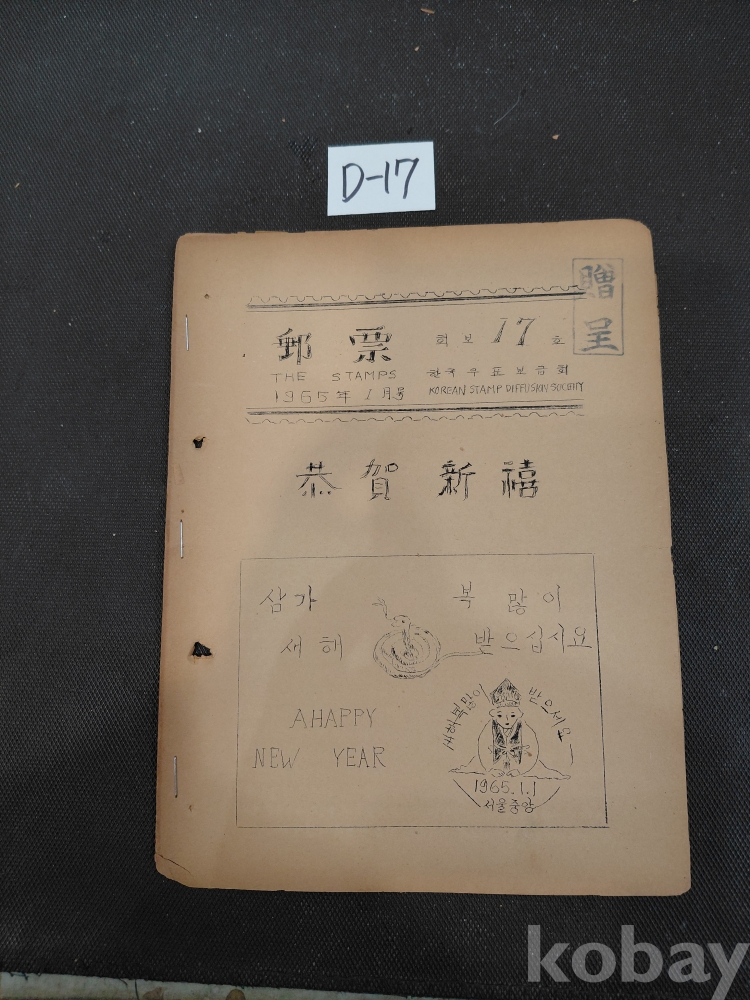 D-17
贈呈
郵票 회보 17 호
THE STAMPS 한국우표보급회
1965年 1月号 KOREAN STAMP DIFFUSION SOCIETY
恭賀新禧
삼가 복 많이
새해 받으십시요
A HAPPY
NEW YEAR
새해복많이 받으세요
1965.1.1
서울중앙
kobay